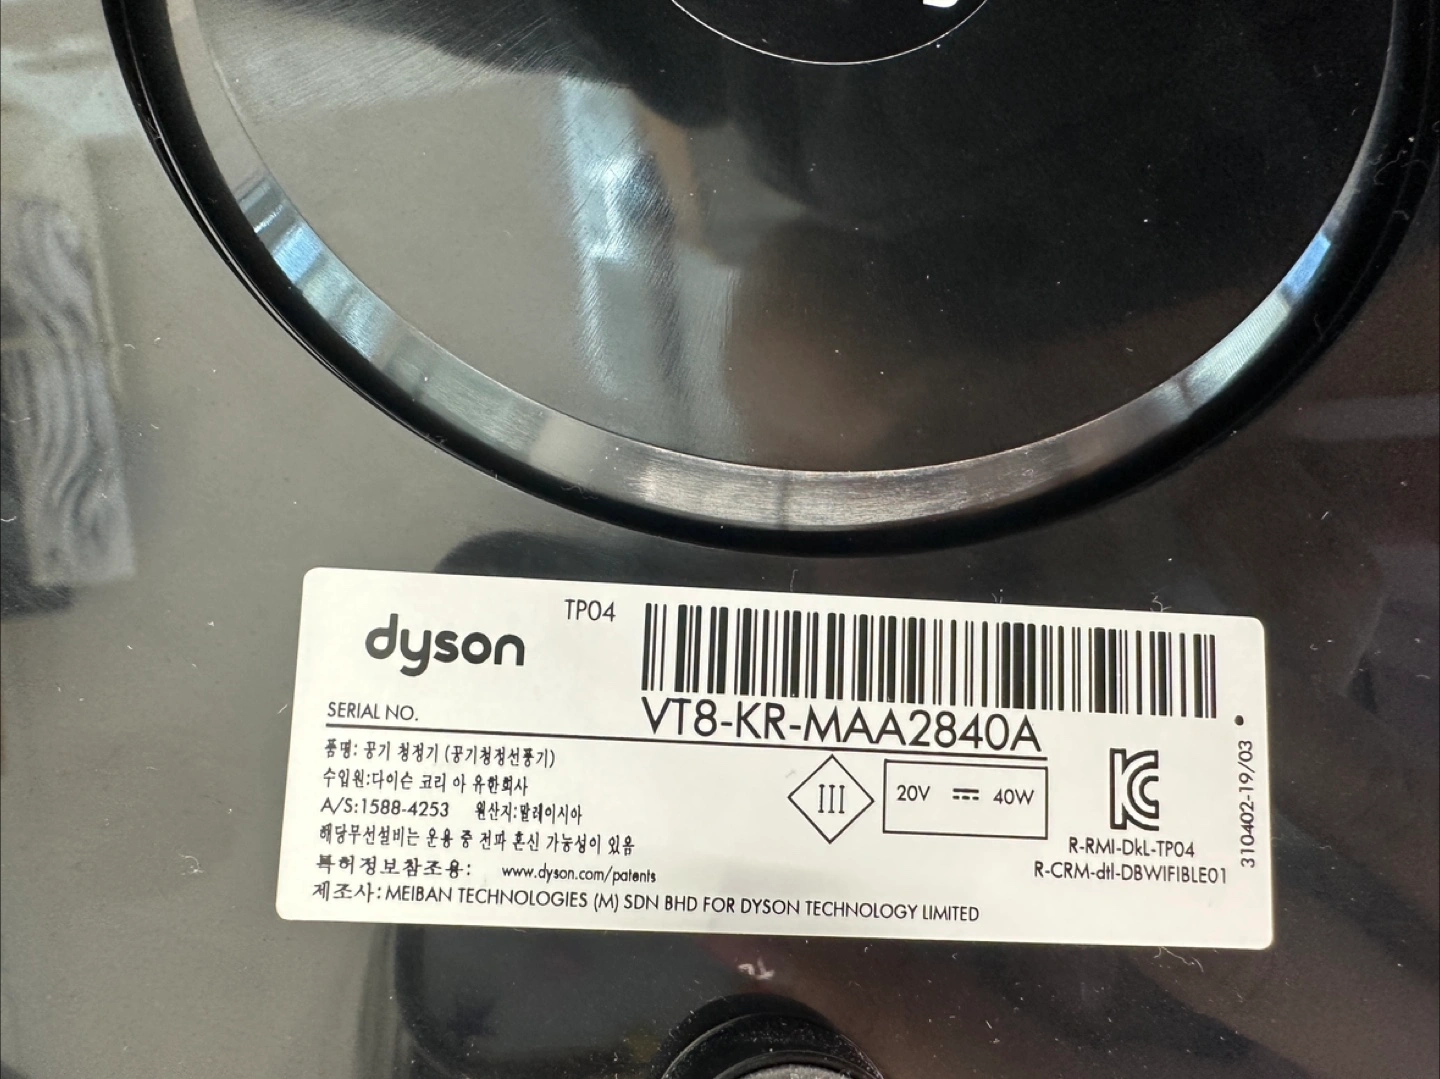 TP04
dyson
SERIAL NO.
VT8-KR-MAA2840A
품명: 공기 청정기 (공기청정선풍기)
수입원:다이슨 코리아 유한회사
A/S:1588-4253 원산지:말레이시아
해당무선설비는 운용 중 전파 혼신 가능성이 있음
특허정보참조용: www.dyson.com/patents
제조사: MEIBAN TECHNOLOGIES (M) SDN BHD FOR DYSON TECHNOLOGY LIMITED
III
20V ⎓ 40W
R-RMI-DkL-TP04
R-CRM-dtl-DBWIFIBLE01
310402-19/03